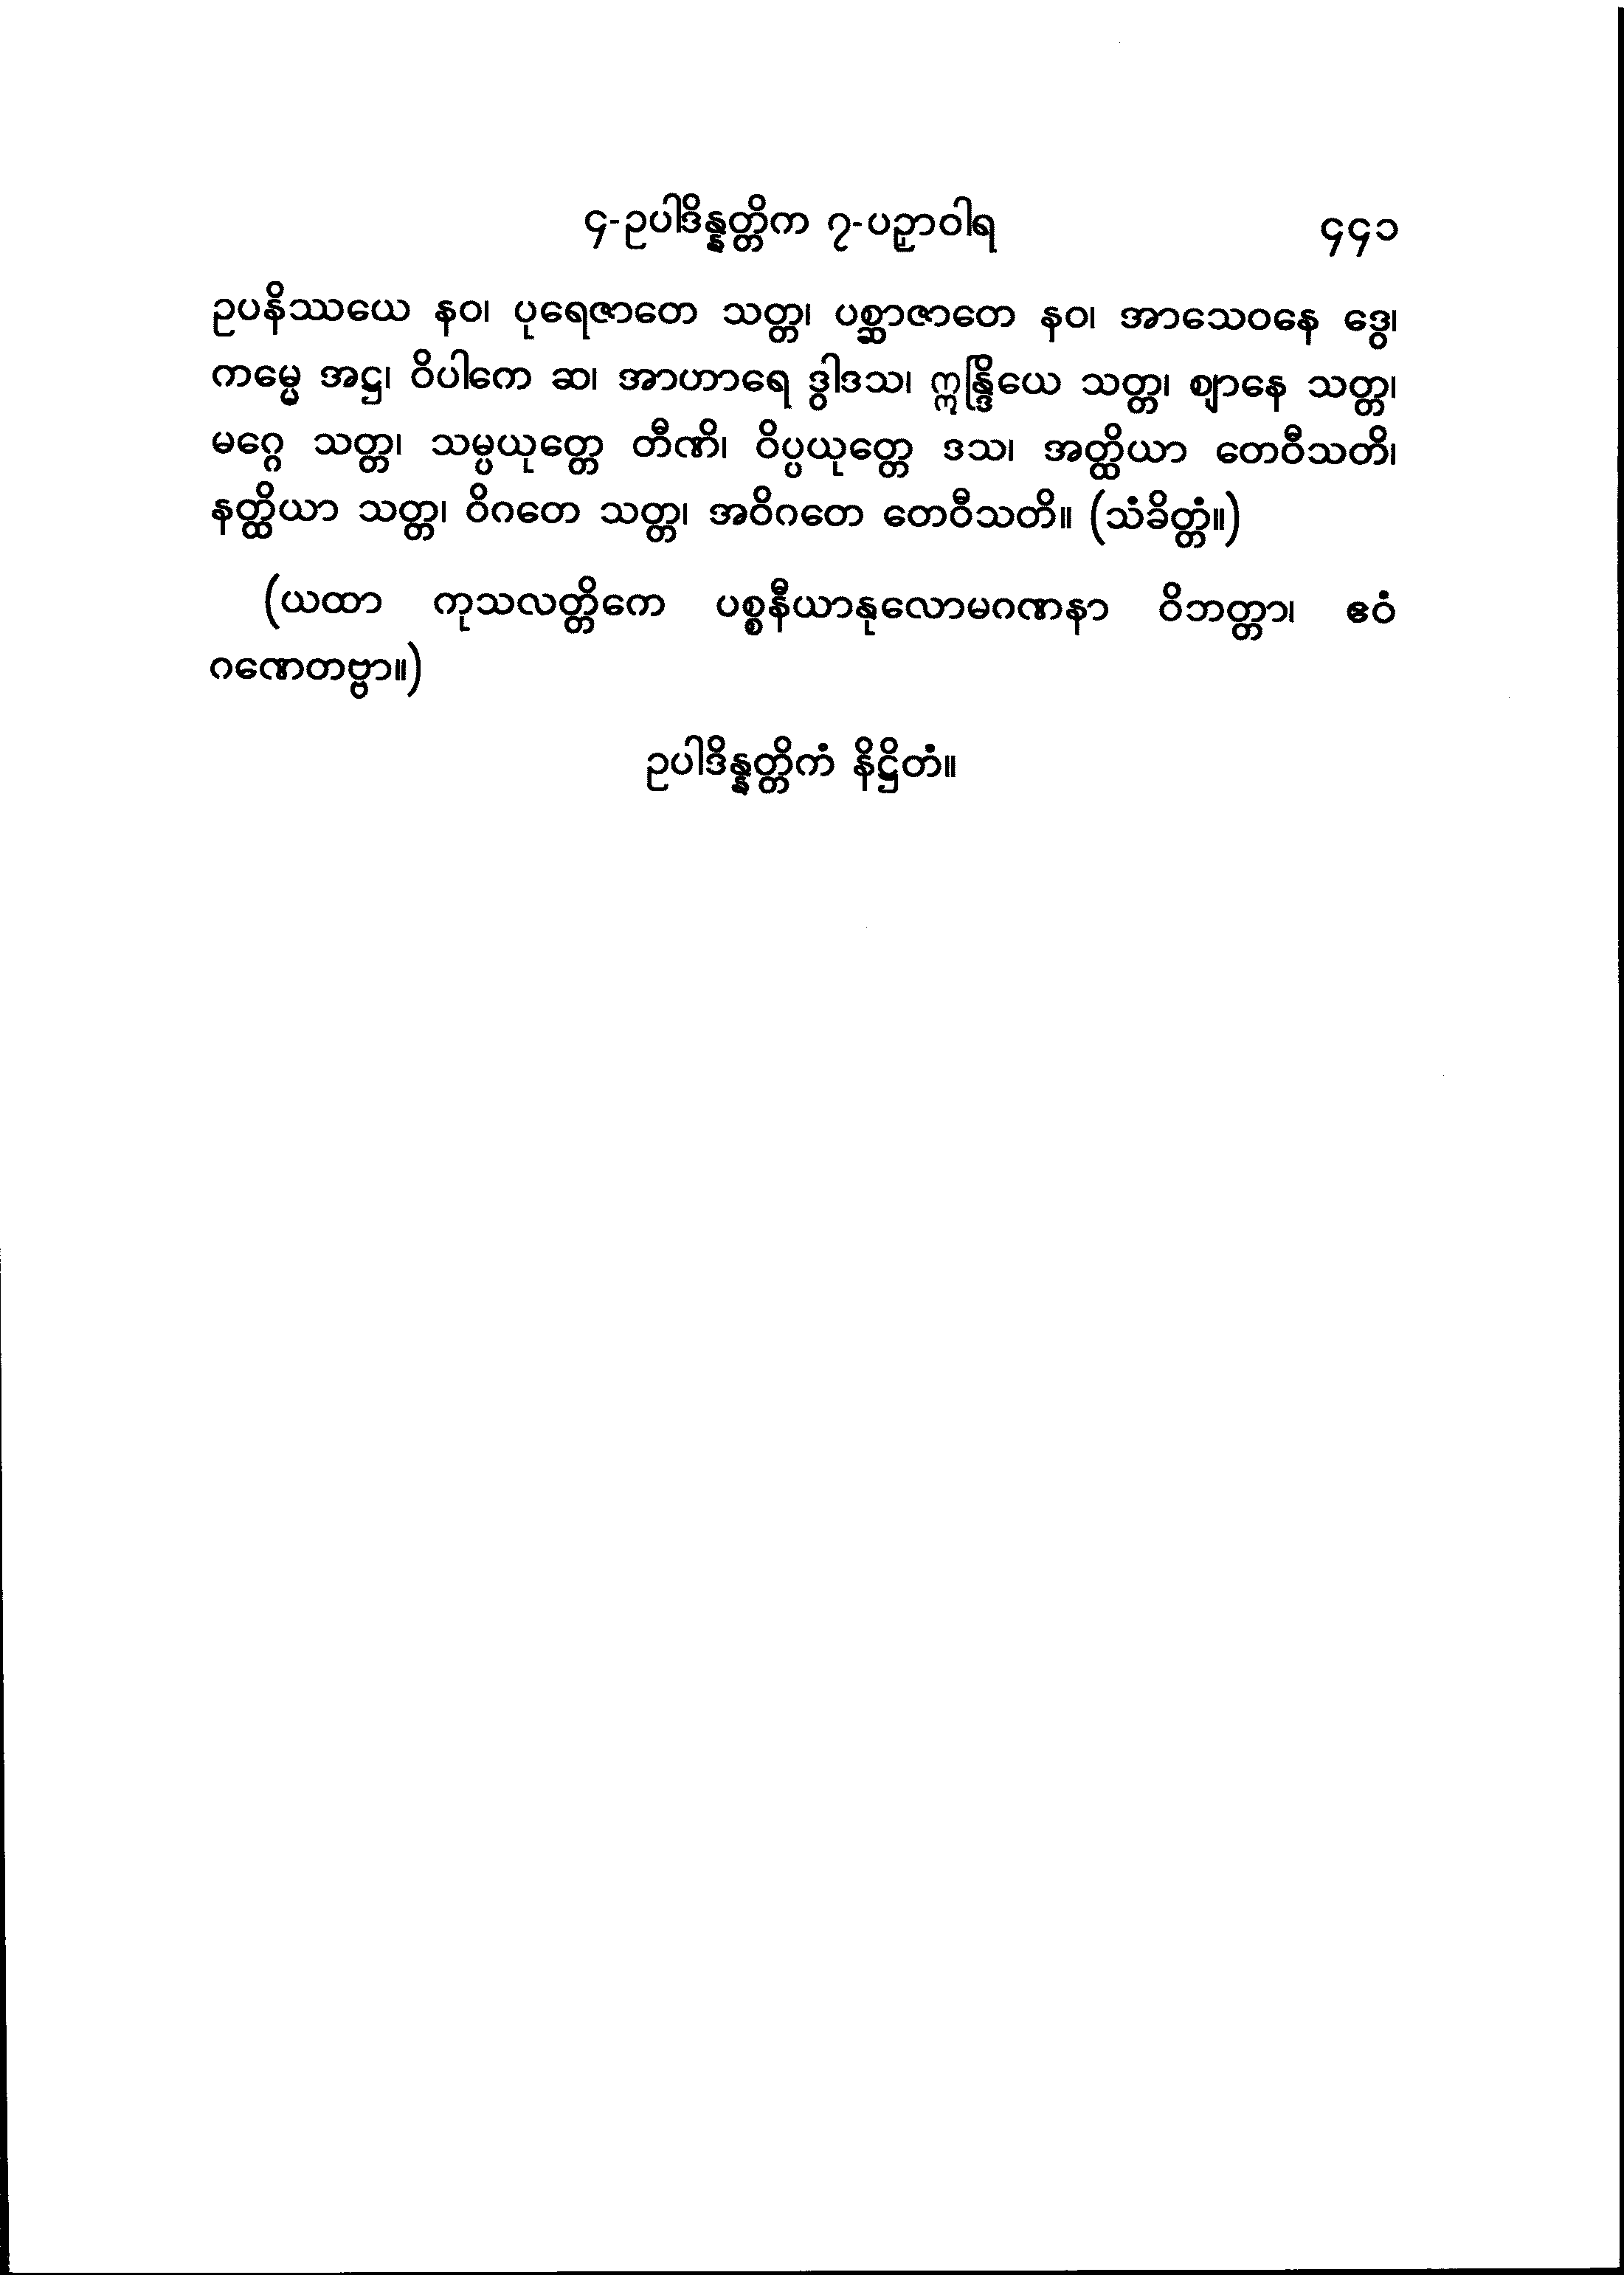 ၄-ဥပါဒိန္နတ္တိက ၇-ပဉှာဝါရ ၄၄၁
ဥပနိဿယေ နဝ၊ ပုရေဇာတေ သတ္တ၊ ပစ္ဆာဇာတေ နဝ၊ အာသေဝနေ ဒွေ၊
ကမ္မေ အဋ္ဌ၊ ဝိပါကေ ဆ၊ အာဟာရေ ဒွါဒသ၊ ဣန္ဒြိယေ သတ္တ၊ ဈာနေ သတ္တ၊
မဂ္ဂေ သတ္တ၊ သမ္ပယုတ္တေ တီဏိ၊ ဝိပ္ပယုတ္တေ ဒသ၊ အတ္ထိယာ တေဝီသတိ၊
နတ္ထိယာ သတ္တ၊ ဝိဂတေ သတ္တ၊ အဝိဂတေ တေဝီသတိ။ (သံခိတ္တံ။)
(ယထာ ကုသလတ္တိကေ ပစ္စနီယာနုလောမဂဏနာ ဝိဘတ္တာ၊ ဧဝံ
ဂဏေတဗ္ဗာ။)
ဥပါဒိန္နတ္တိကံ နိဋ္ဌိတံ။